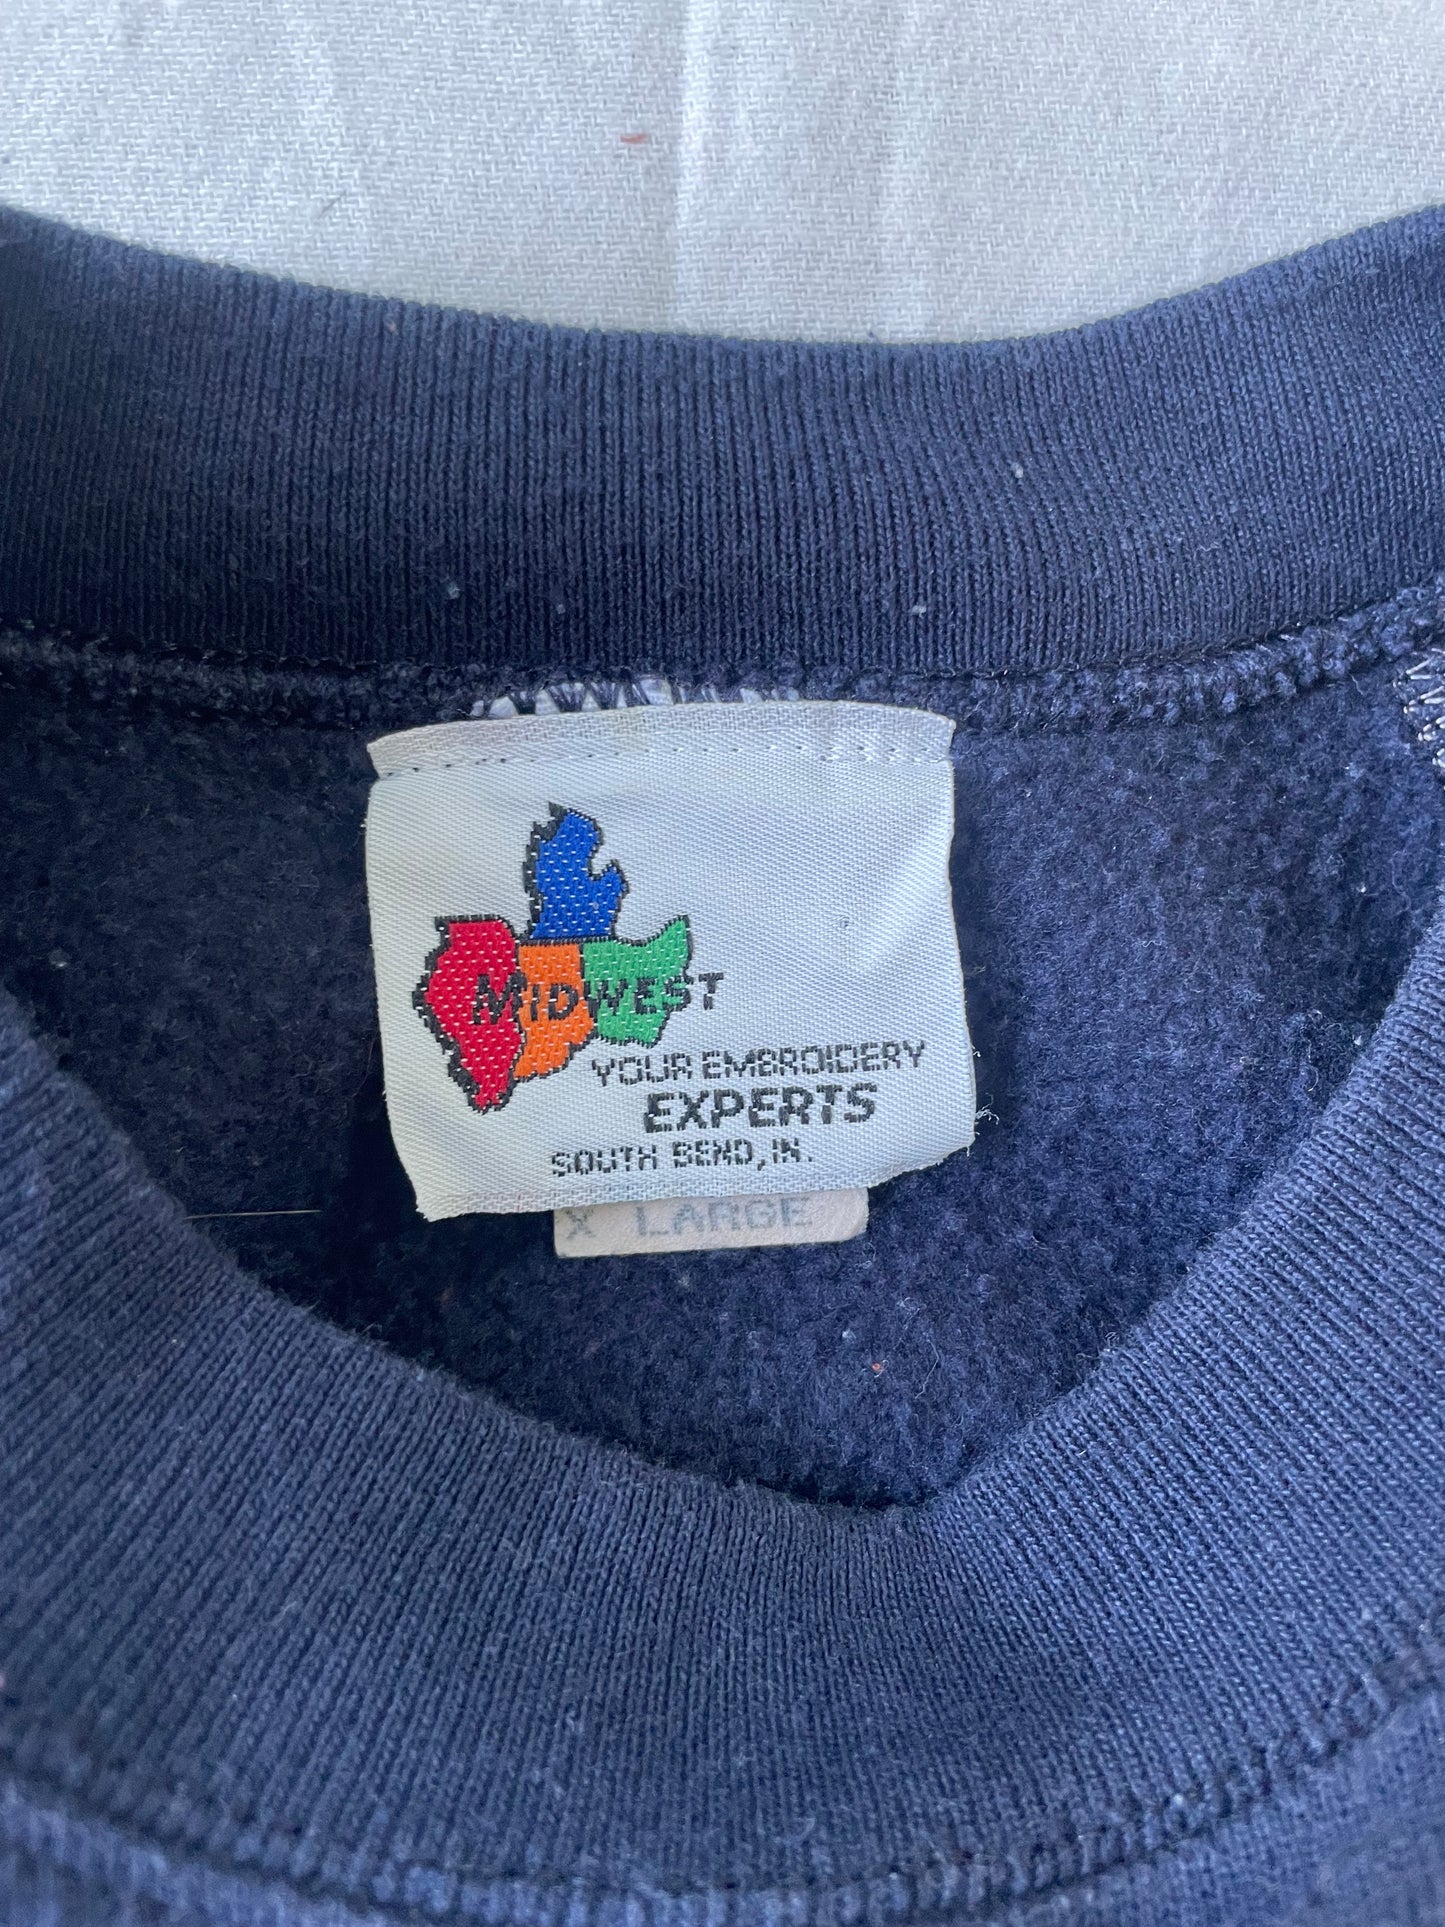 MIDWEST
YOUR EMBROIDERY
EXPERTS
SOUTH BEND, IN.
X LARGE